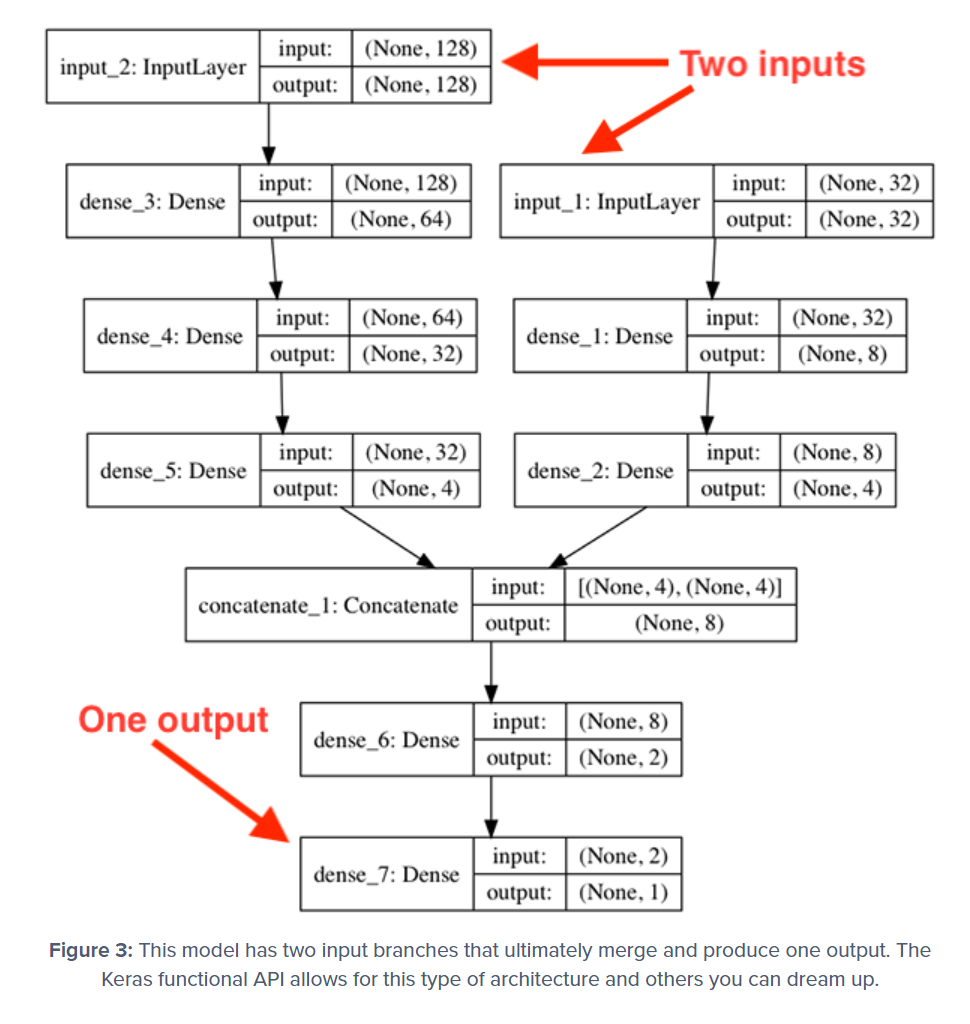 input_2: InputLayer
input: (None, 128)
output: (None, 128)
Two inputs
dense_3: Dense
input: (None, 128)
output: (None, 64)
input_1: InputLayer
input: (None, 32)
output: (None, 32)
dense_4: Dense
input: (None, 64)
output: (None, 32)
dense_1: Dense
input: (None, 32)
output: (None, 8)
dense_5: Dense
input: (None, 32)
output: (None, 4)
dense_2: Dense
input: (None, 8)
output: (None, 4)
concatenate_1: Concatenate
input: [(None, 4), (None, 4)]
output: (None, 8)
One output
dense_6: Dense
input: (None, 8)
output: (None, 2)
dense_7: Dense
input: (None, 2)
output: (None, 1)
Figure 3: This model has two input branches that ultimately merge and produce one output. The
Keras functional API allows for this type of architecture and others you can dream up.